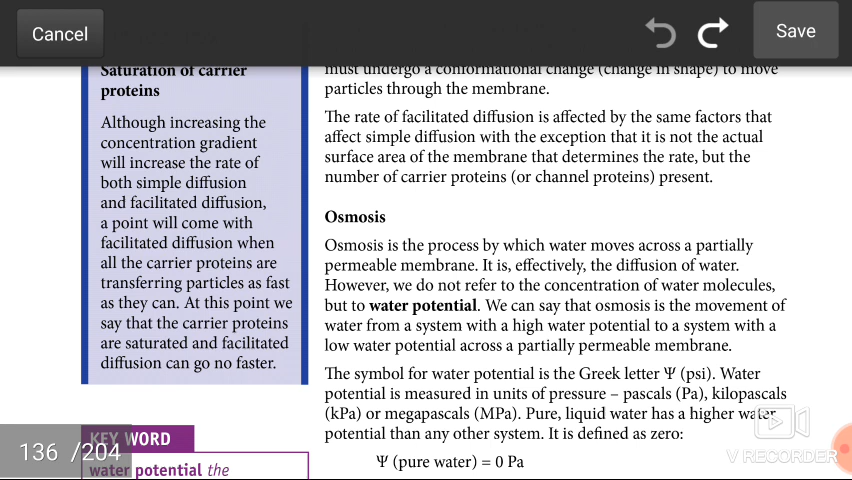 Cancel
Save
Saturation of carrier
proteins
Although increasing the
concentration gradient
will increase the rate of
both simple diffusion
and facilitated diffusion,
a point will come with
facilitated diffusion when
all the carrier proteins are
transferring particles as fast
as they can. At this point we
say that the carrier proteins
are saturated and facilitated
diffusion can go no faster.
KEY WORD
water potential the
136 /204
must undergo a conformational change (change in shape) to move
particles through the membrane.
The rate of facilitated diffusion is affected by the same factors that
affect simple diffusion with the exception that it is not the actual
surface area of the membrane that determines the rate, but the
number of carrier proteins (or channel proteins) present.
Osmosis
Osmosis is the process by which water moves across a partially
permeable membrane. It is, effectively, the diffusion of water.
However, we do not refer to the concentration of water molecules,
but to water potential. We can say that osmosis is the movement of
water from a system with a high water potential to a system with a
low water potential across a partially permeable membrane.
The symbol for water potential is the Greek letter Ψ (psi). Water
potential is measured in units of pressure – pascals (Pa), kilopascals
(kPa) or megapascals (MPa). Pure, liquid water has a higher water
potential than any other system. It is defined as zero:
Ψ (pure water) = 0 Pa
V RECORDER